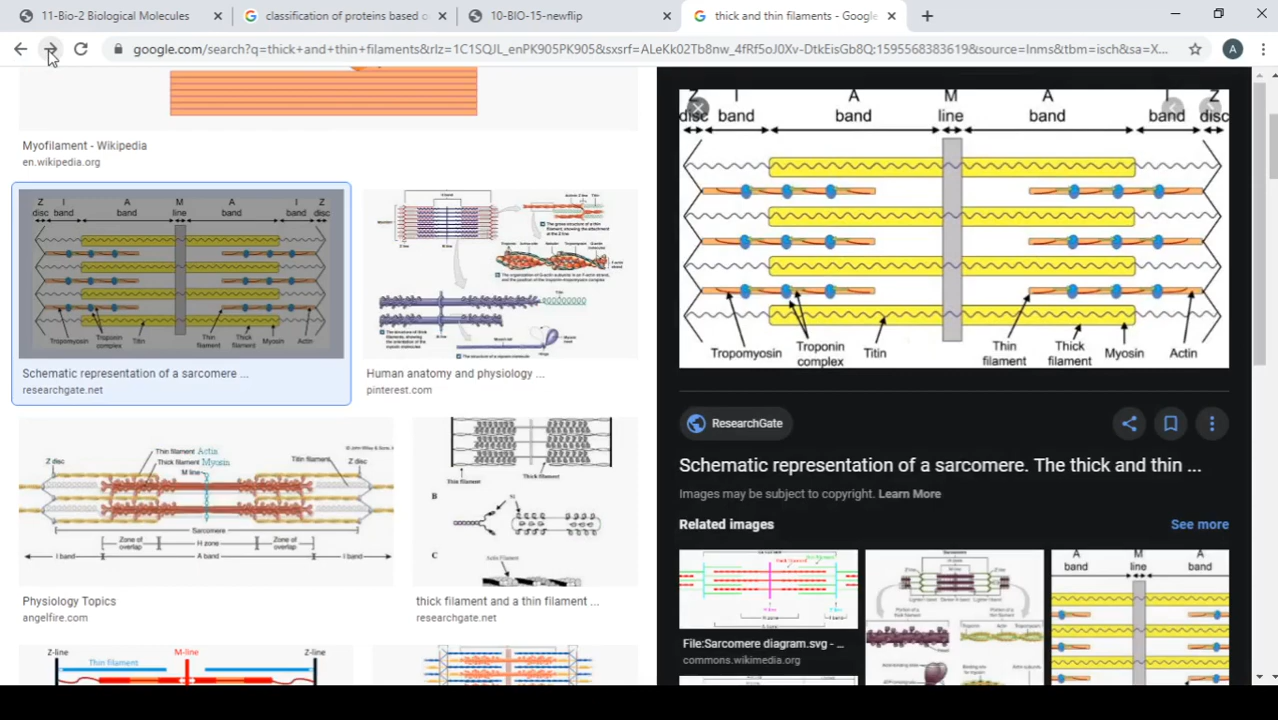 11-Bio-2 Biological Molecules
classification of proteins based o
10-BIO-15-newflip
thick and thin filaments - Google
google.com/search?q=thick+and+thin+filaments&rlz=1C1SQJL_enPK905PK905&sxsrf=ALeKk02Tb8nw_4fRf5oJ0Xv-DtkEisGb8Q:1595568383619&source=lnms&tbm=isch&sa=X...
A
Myofilament - Wikipedia
en.wikipedia.org
Z disc I band A band M line A band I band Z disc
Tropomyosin Troponin complex Titin Thin filament Thick filament Myosin Actin
Schematic representation of a sarcomere ...
researchgate.net
Human anatomy and physiology ...
pinterest.com
Thin filament Actin
Thick filament Myosin
Z disc M line Titin filament Z disc
Sarcomere
Zone of overlap H zone Zone of overlap
I band A band I band
Physiology Topics
angelfire.com
Thin filament Thick filament
B
C
Actin Filament
thick filament and a thin filament ...
researchgate.net
Z-line M-line Z-line
Thin filament
Z disc I band A band M line A band I band Z disc
Tropomyosin Troponin complex Titin Thin filament Thick filament Myosin Actin
ResearchGate
Schematic representation of a sarcomere. The thick and thin ...
Images may be subject to copyright. Learn More
Related images
See more
File:Sarcomere diagram.svg - ...
commons.wikimedia.org
A band M line A band